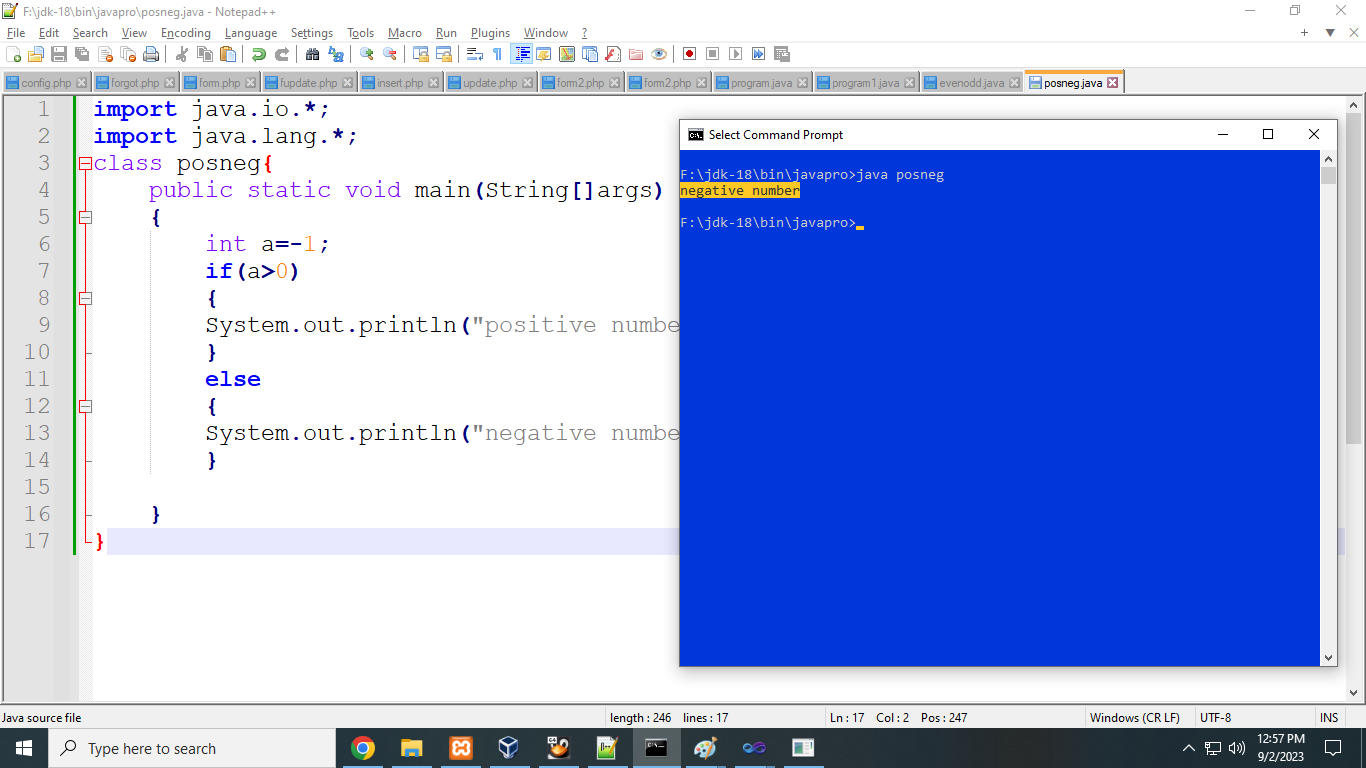 F:\jdk-18\bin\javapro\posneg.java - Notepad++
File Edit Search View Encoding Language Settings Tools Macro Run Plugins Window ?
config.php forgot.php form.php fupdate.php insert.php update.php form2.php form2.php program.java program1.java evenodd.java posneg.java
1 import java.io.*;
2 import java.lang.*;
3 class posneg{
4 public static void main(String[]args)
5 {
6 int a=-1;
7 if(a>0)
8 {
9 System.out.println("positive numbe
10 }
11 else
12 {
13 System.out.println("negative numbe
14 }
15
16 }
17 }
Select Command Prompt
F:\jdk-18\bin\javapro>java posneg
negative number
F:\jdk-18\bin\javapro>
Java source file length : 246 lines : 17 Ln : 17 Col : 2 Pos : 247 Windows (CR LF) UTF-8 INS
Type here to search
12:57 PM
9/2/2023